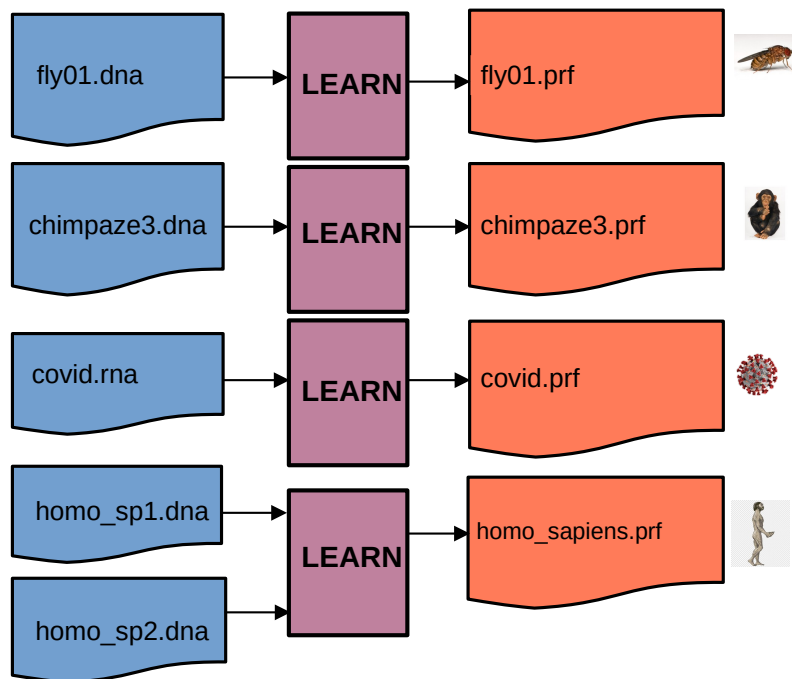 fly01.dna
LEARN
fly01.prf
chimpaze3.dna
LEARN
chimpaze3.prf
covid.rna
LEARN
covid.prf
homo_sp1.dna
LEARN
homo_sapiens.prf
homo_sp2.dna